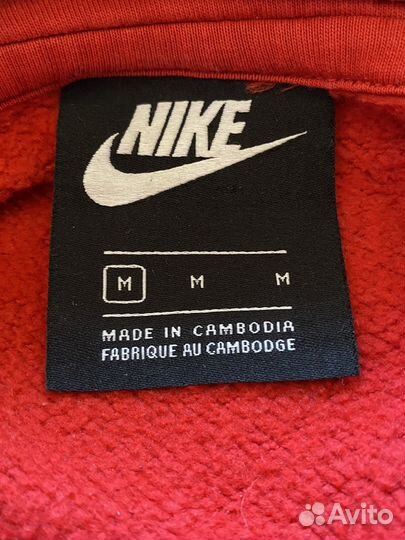 NIKE
M M M
MADE IN CAMBODIA
FABRIQUE AU CAMBODGE
Avito